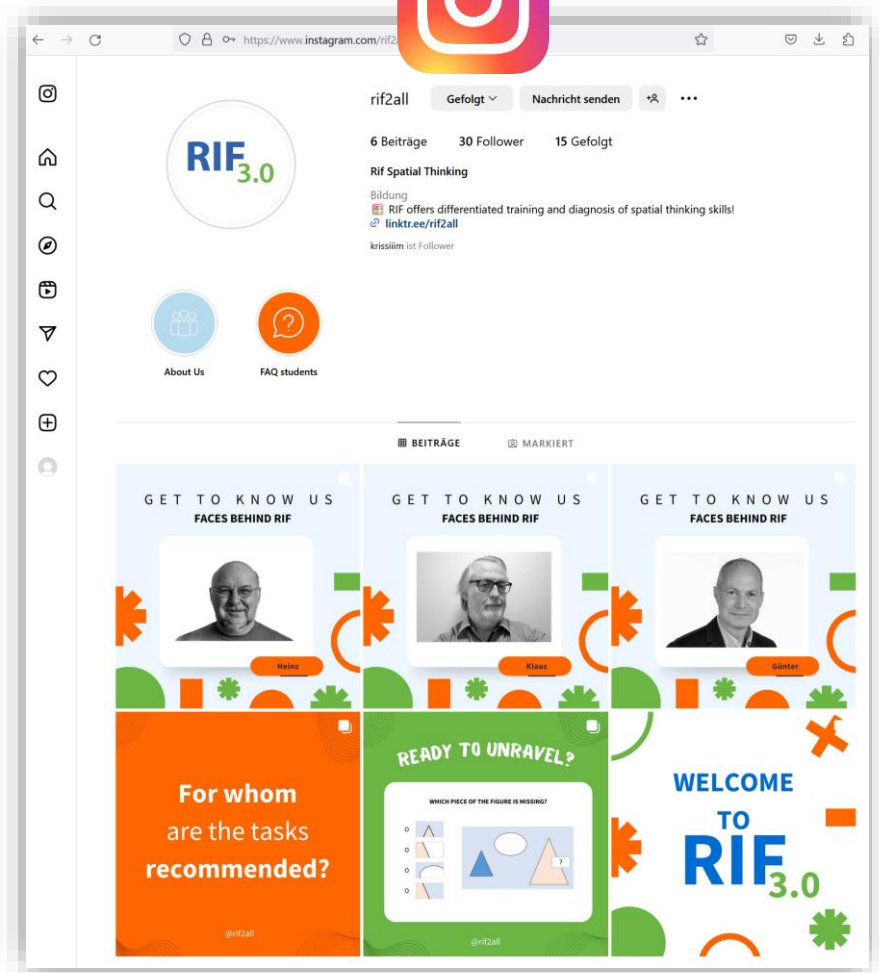 https://www.instagram.com/rif2
rif2all Gefolgt Nachricht senden
6 Beiträge 30 Follower 15 Gefolgt
Rif Spatial Thinking
Bildung
RIF offers differentiated training and diagnosis of spatial thinking skills!
linktr.ee/rif2all
krissiiim ist Follower
RIF 3.0
About Us FAQ students
BEITRÄGE MARKIERT
GET TO KNOW US
FACES BEHIND RIF
Heinz
GET TO KNOW US
FACES BEHIND RIF
Klaus
GET TO KNOW US
FACES BEHIND RIF
Günter
For whom
are the tasks
recommended?
@rif2all
READY TO UNRAVEL?
WHICH PIECE OF THE FIGURE IS MISSING?
?
@rif2all
WELCOME
TO
RIF
3.0